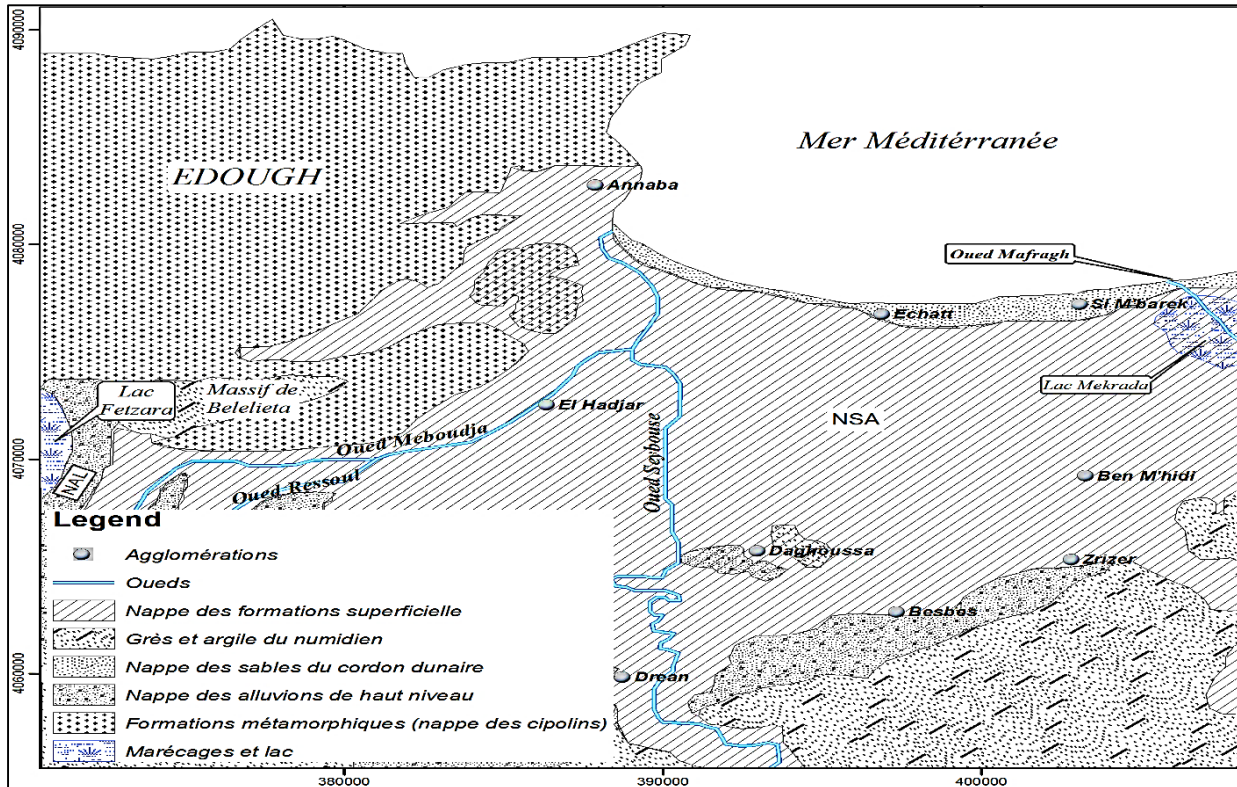 4090000
4080000
4070000
4060000
EDOUGH
Mer Méditérranée
Annaba
Oued Mafragh
Echatt
SI M'barek
Lac Mekrada
Lac
Fetzara
Massif de
Belelieta
El Hadjar
NSA
Oued Meboudja
Oued Seybouse
NAL
Oued Ressoul
Ben M'hidi
Daghoussa
Zrizer
Besbes
Drean
Legend
Agglomérations
Oueds
Nappe des formations superficielle
Grès et argile du numidien
Nappe des sables du cordon dunaire
Nappe des alluvions de haut niveau
Formations métamorphiques (nappe des cipolins)
Marécages et lac
380000
390000
400000